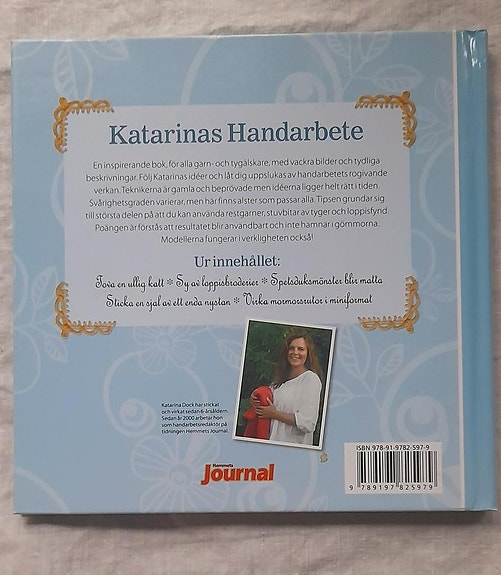 Katarinas Handarbete
En inspirerande bok, för alla garn- och tygälskare, med vackra bilder och tydliga
beskrivningar. Följ Katarinas idéer och låt dig uppslukas av handarbetets rogivande
verkan. Teknikerna är gamla och beprövade men idéerna ligger helt rätt i tiden.
Svårighetsgraden varierar, men här finns alster som passar alla. Tipsen grundar sig
till största delen på att du kan använda restgarner, stuvbitar av tyger och loppisfynd.
Poängen är förstås att resultatet blir användbart och inte hamnar i gömmorna.
Modellerna fungerar i verkligheten också!
Ur innehållet:
Tova en ullig katt * Sy av loppisbroderier * Spetsduksmönster blir matta
Sticka en sjal av ett enda nystan * Virka mormorsrutor i miniformat
Katarina Dock har stickat
och virkat sedan 6-årsåldern.
Sedan år 2000 arbetar hon
som handarbetsredaktör på
tidningen Hemmets Journal.
Hemmets
Journal
ISBN 978-91-9782-597-9
9 789197 825979